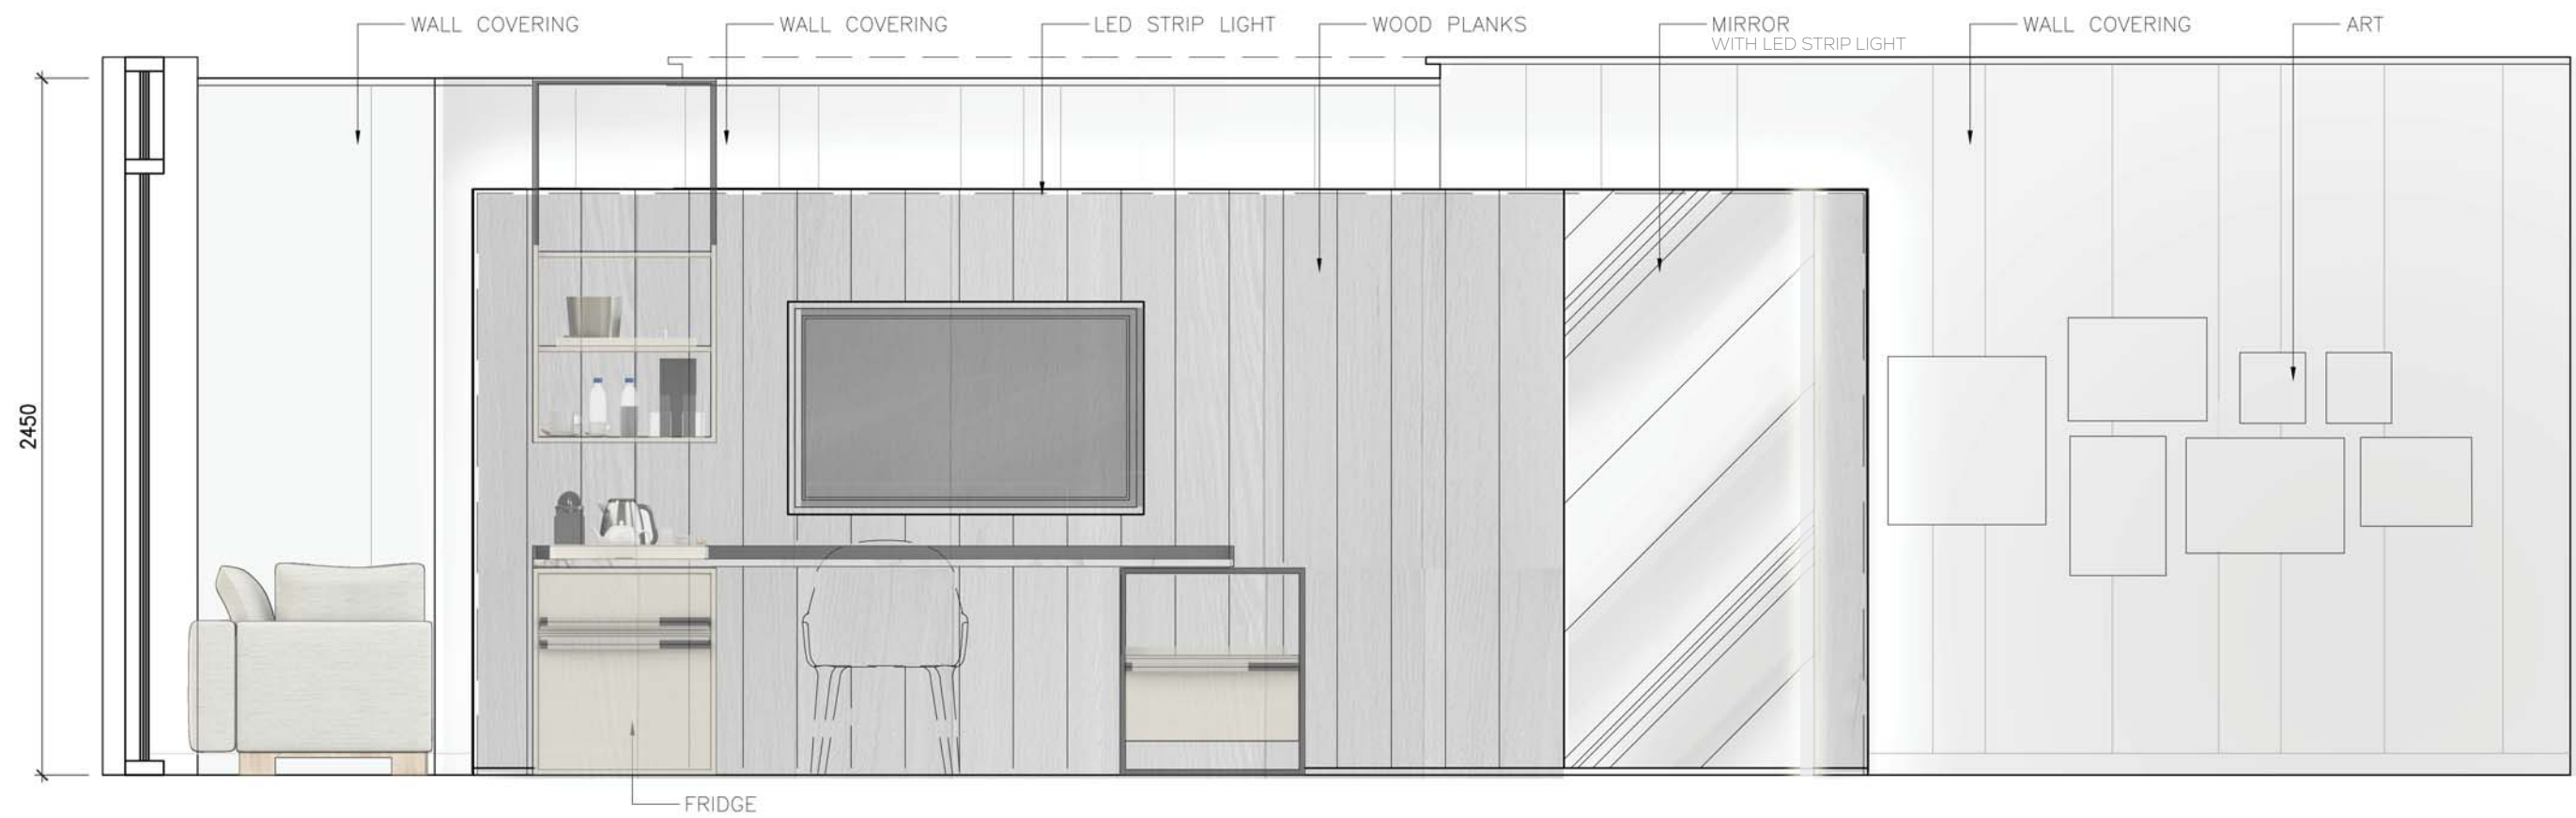 WALL COVERING
WALL COVERING
LED STRIP LIGHT
WOOD PLANKS
MIRROR
WITH LED STRIP LIGHT
WALL COVERING
ART
2450
FRIDGE